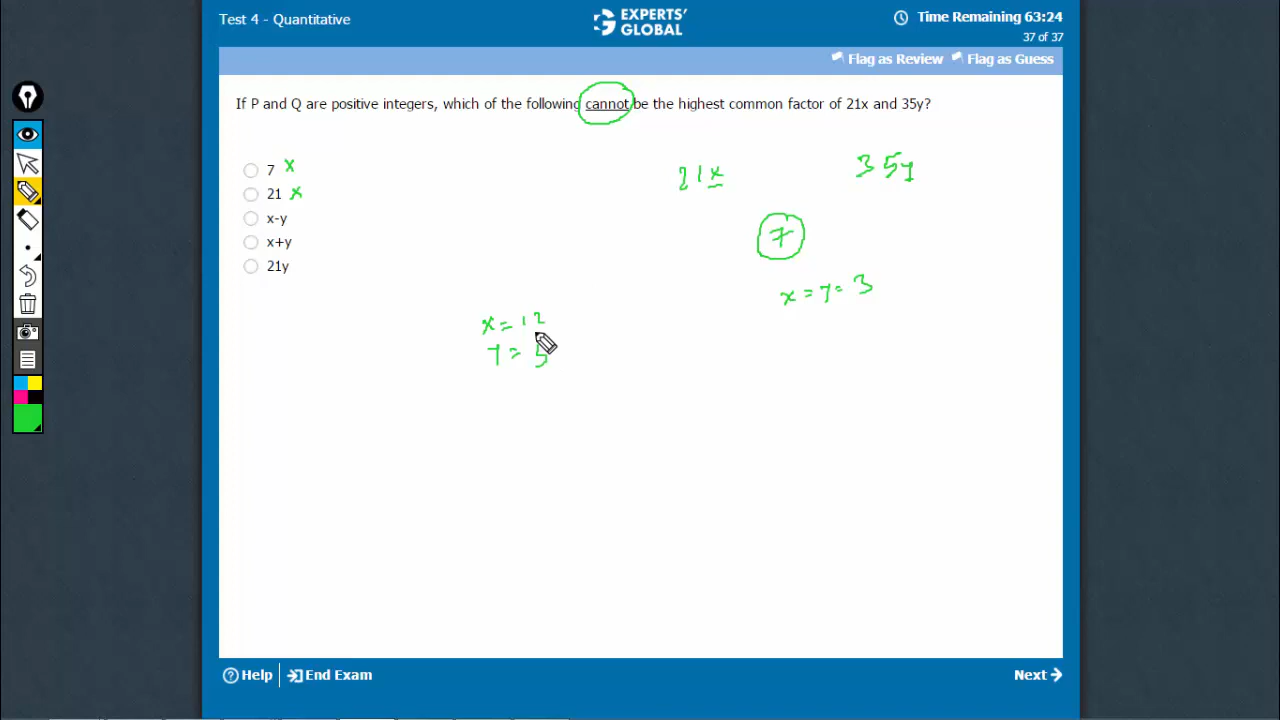 Test 4 - Quantitative
EXPERTS'
GLOBAL
Time Remaining 63:24
37 of 37
Flag as Review
Flag as Guess
If P and Q are positive integers, which of the following cannot be the highest common factor of 21x and 35y?
7 x
21 x
x-y
x+y
21y
21x
35y
7
x = y = 3
x = 12
y = 5
Help
End Exam
Next